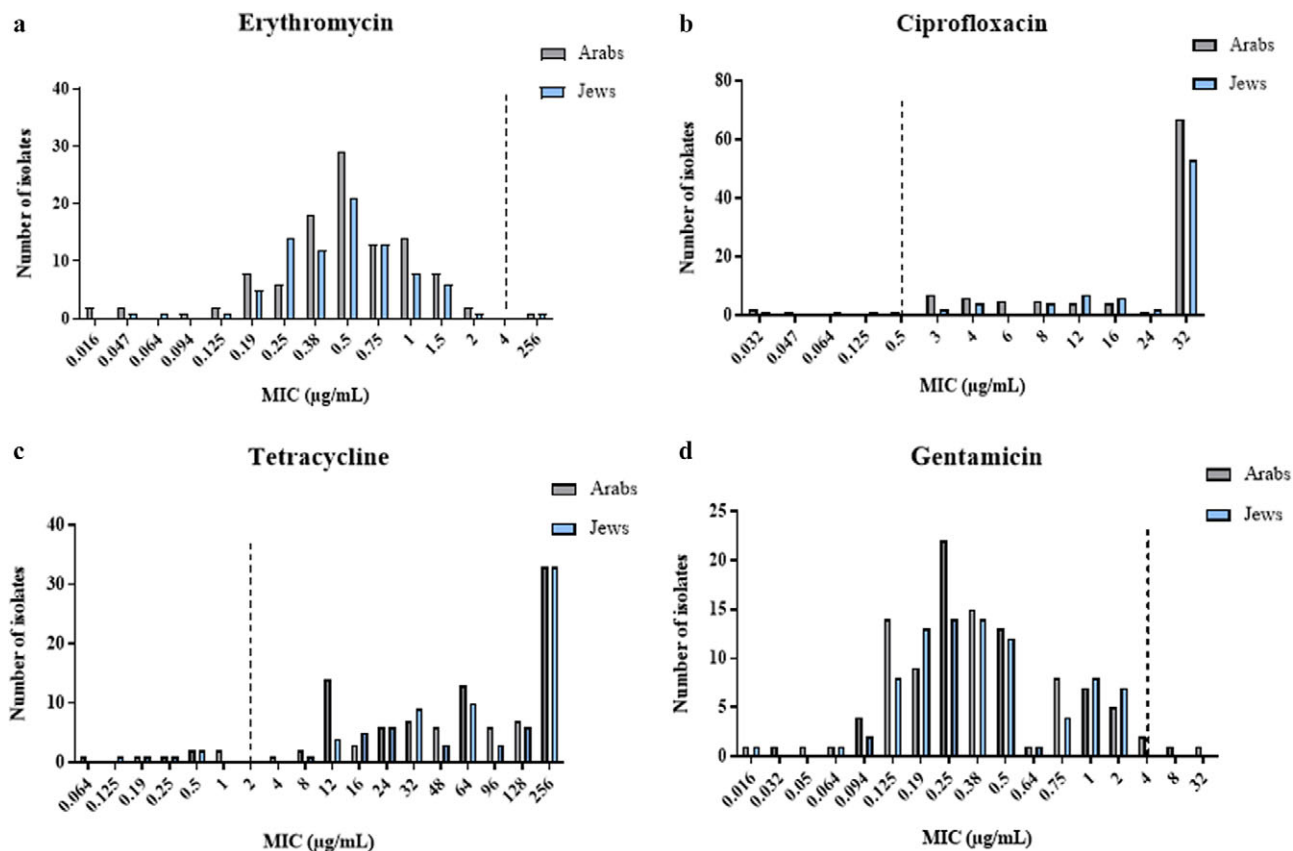 a
Erythromycin
Arabs
Jews
Number of isolates
40
30
20
10
0
0.016 0.047 0.064 0.094 0.125 0.19 0.25 0.38 0.5 0.75 1 1.5 2 4 256
MIC (µg/mL)
b
Ciprofloxacin
Arabs
Jews
Number of isolates
80
60
40
20
0
0.032 0.047 0.064 0.125 0.5 3 4 6 8 12 16 24 32
MIC (µg/mL)
c
Tetracycline
Arabs
Jews
Number of isolates
40
30
20
10
0
0.064 0.125 0.19 0.25 0.5 1 2 4 8 12 16 24 32 48 64 96 128 256
MIC (µg/mL)
d
Gentamicin
Arabs
Jews
Number of isolates
25
20
15
10
5
0
0.016 0.032 0.05 0.064 0.094 0.125 0.19 0.25 0.38 0.5 0.64 0.75 1 2 4 8 32
MIC (µg/mL)